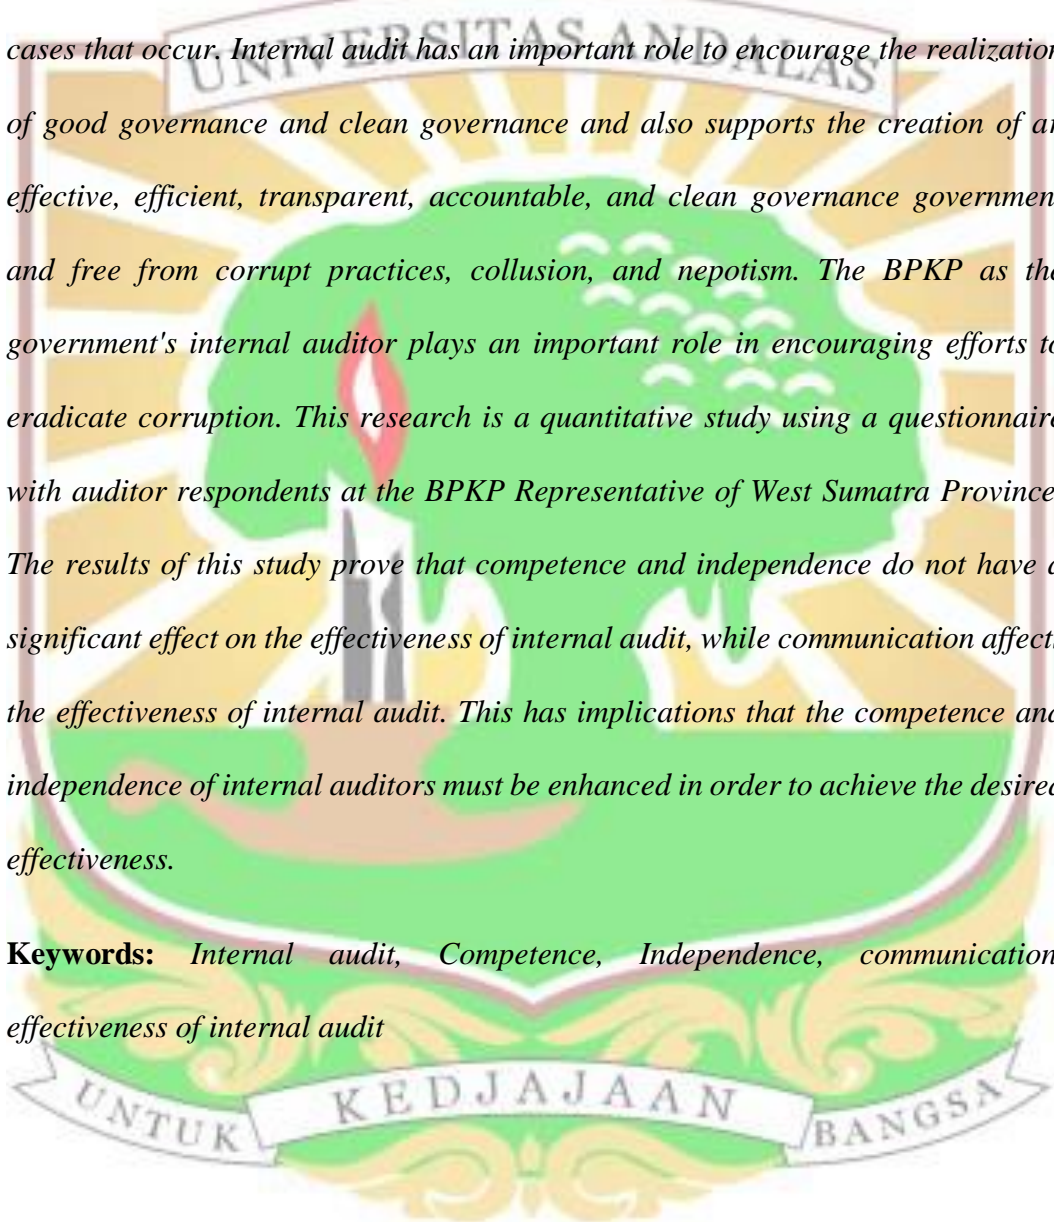 UNIVERSITAS ANDALAS
cases that occur. Internal audit has an important role to encourage the realization
of good governance and clean governance and also supports the creation of an
effective, efficient, transparent, accountable, and clean governance governmen
and free from corrupt practices, collusion, and nepotism. The BPKP as the
government's internal auditor plays an important role in encouraging efforts to
eradicate corruption. This research is a quantitative study using a questionnaire
with auditor respondents at the BPKP Representative of West Sumatra Province
The results of this study prove that competence and independence do not have a
significant effect on the effectiveness of internal audit, while communication affects
the effectiveness of internal audit. This has implications that the competence and
independence of internal auditors must be enhanced in order to achieve the desired
effectiveness.
Keywords: Internal audit, Competence, Independence, communication
effectiveness of internal audit
UNTUK KEDJAJAAN BANGSA